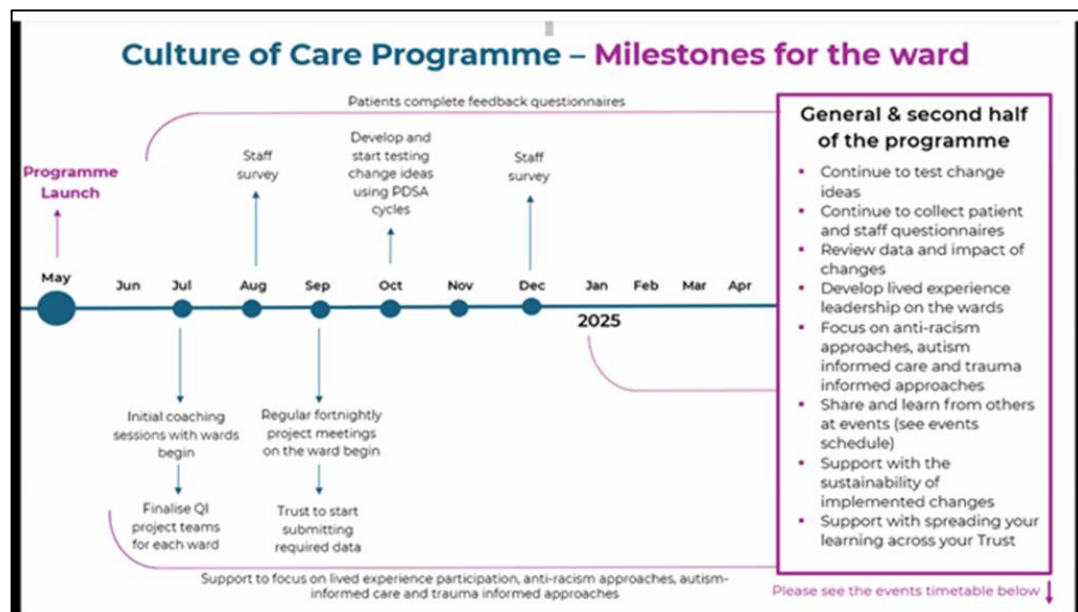 Culture of Care Programme – Milestones for the ward
Patients complete feedback questionnaires
Programme
Launch
Staff
survey
Develop and
start testing
change ideas
using PDSA
cycles
Staff
survey
May
Jun
Jul
Aug
Sep
Oct
Nov
Dec
Jan
Feb
Mar
Apr
2025
Initial coaching
sessions with wards
begin
Finalise QI
project teams
for each ward
Regular fortnightly
project meetings
on the ward begin
Trust to start
submitting
required data
Support to focus on lived experience participation, anti-racism approaches, autism-
informed care and trauma informed approaches
General & second half
of the programme
▪ Continue to test change
ideas
▪ Continue to collect patient
and staff questionnaires
▪ Review data and impact of
changes
▪ Develop lived experience
leadership on the wards
▪ Focus on anti-racism
approaches, autism
informed care and trauma
informed approaches
▪ Share and learn from others
at events (see events
schedule)
▪ Support with the
sustainability of
implemented changes
▪ Support with spreading your
learning across your Trust
Please see the events timetable below